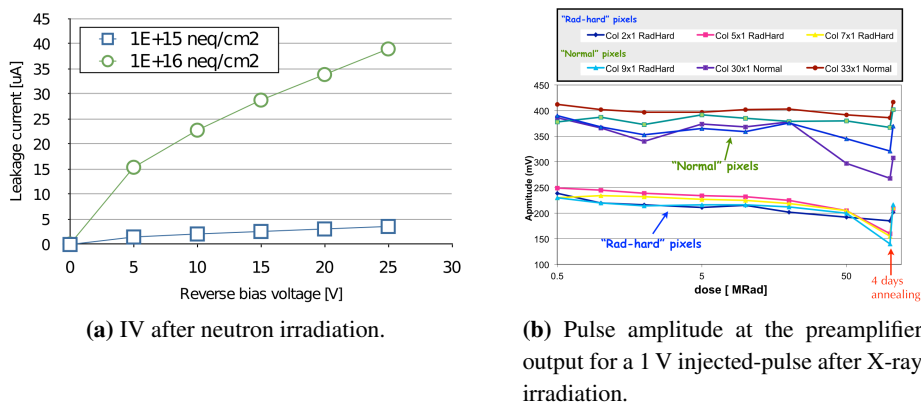 45
40
35
30
25
20
15
10
5
0
Leakage current [uA]
1E+15 neq/cm2
1E+16 neq/cm2
0 5 10 15 20 25 30
Reverse bias voltage [V]
(a) IV after neutron irradiation.
"Rad-hard" pixels
Col 2x1 RadHard Col 5x1 RadHard Col 7x1 RadHard
"Normal" pixels
Col 9x1 RadHard Col 30x1 Normal Col 33x1 Normal
450
400
350
300
250
200
150
100
Apmitude (mV)
"Normal" pixels
"Rad-hard" pixels
0.5 5 50
dose [ MRad]
4 days
annealing
(b) Pulse amplitude at the preamplifier
output for a 1 V injected-pulse after X-ray
irradiation.